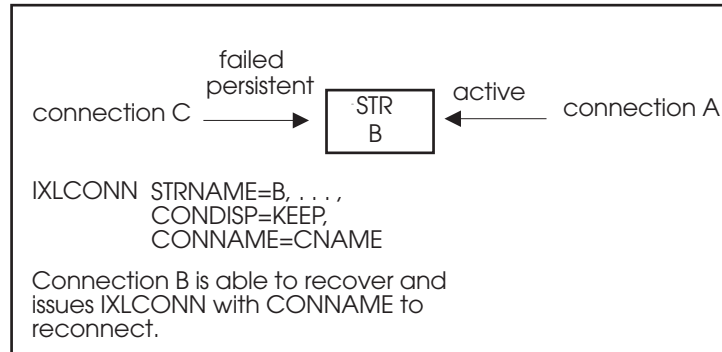 failed
persistent
connection C
STR
B
active
connection A
IXLCONN STRNAME=B, . . . ,
CONDISP=KEEP,
CONNAME=CNAME
Connection B is able to recover and
issues IXLCONN with CONNAME to
reconnect.